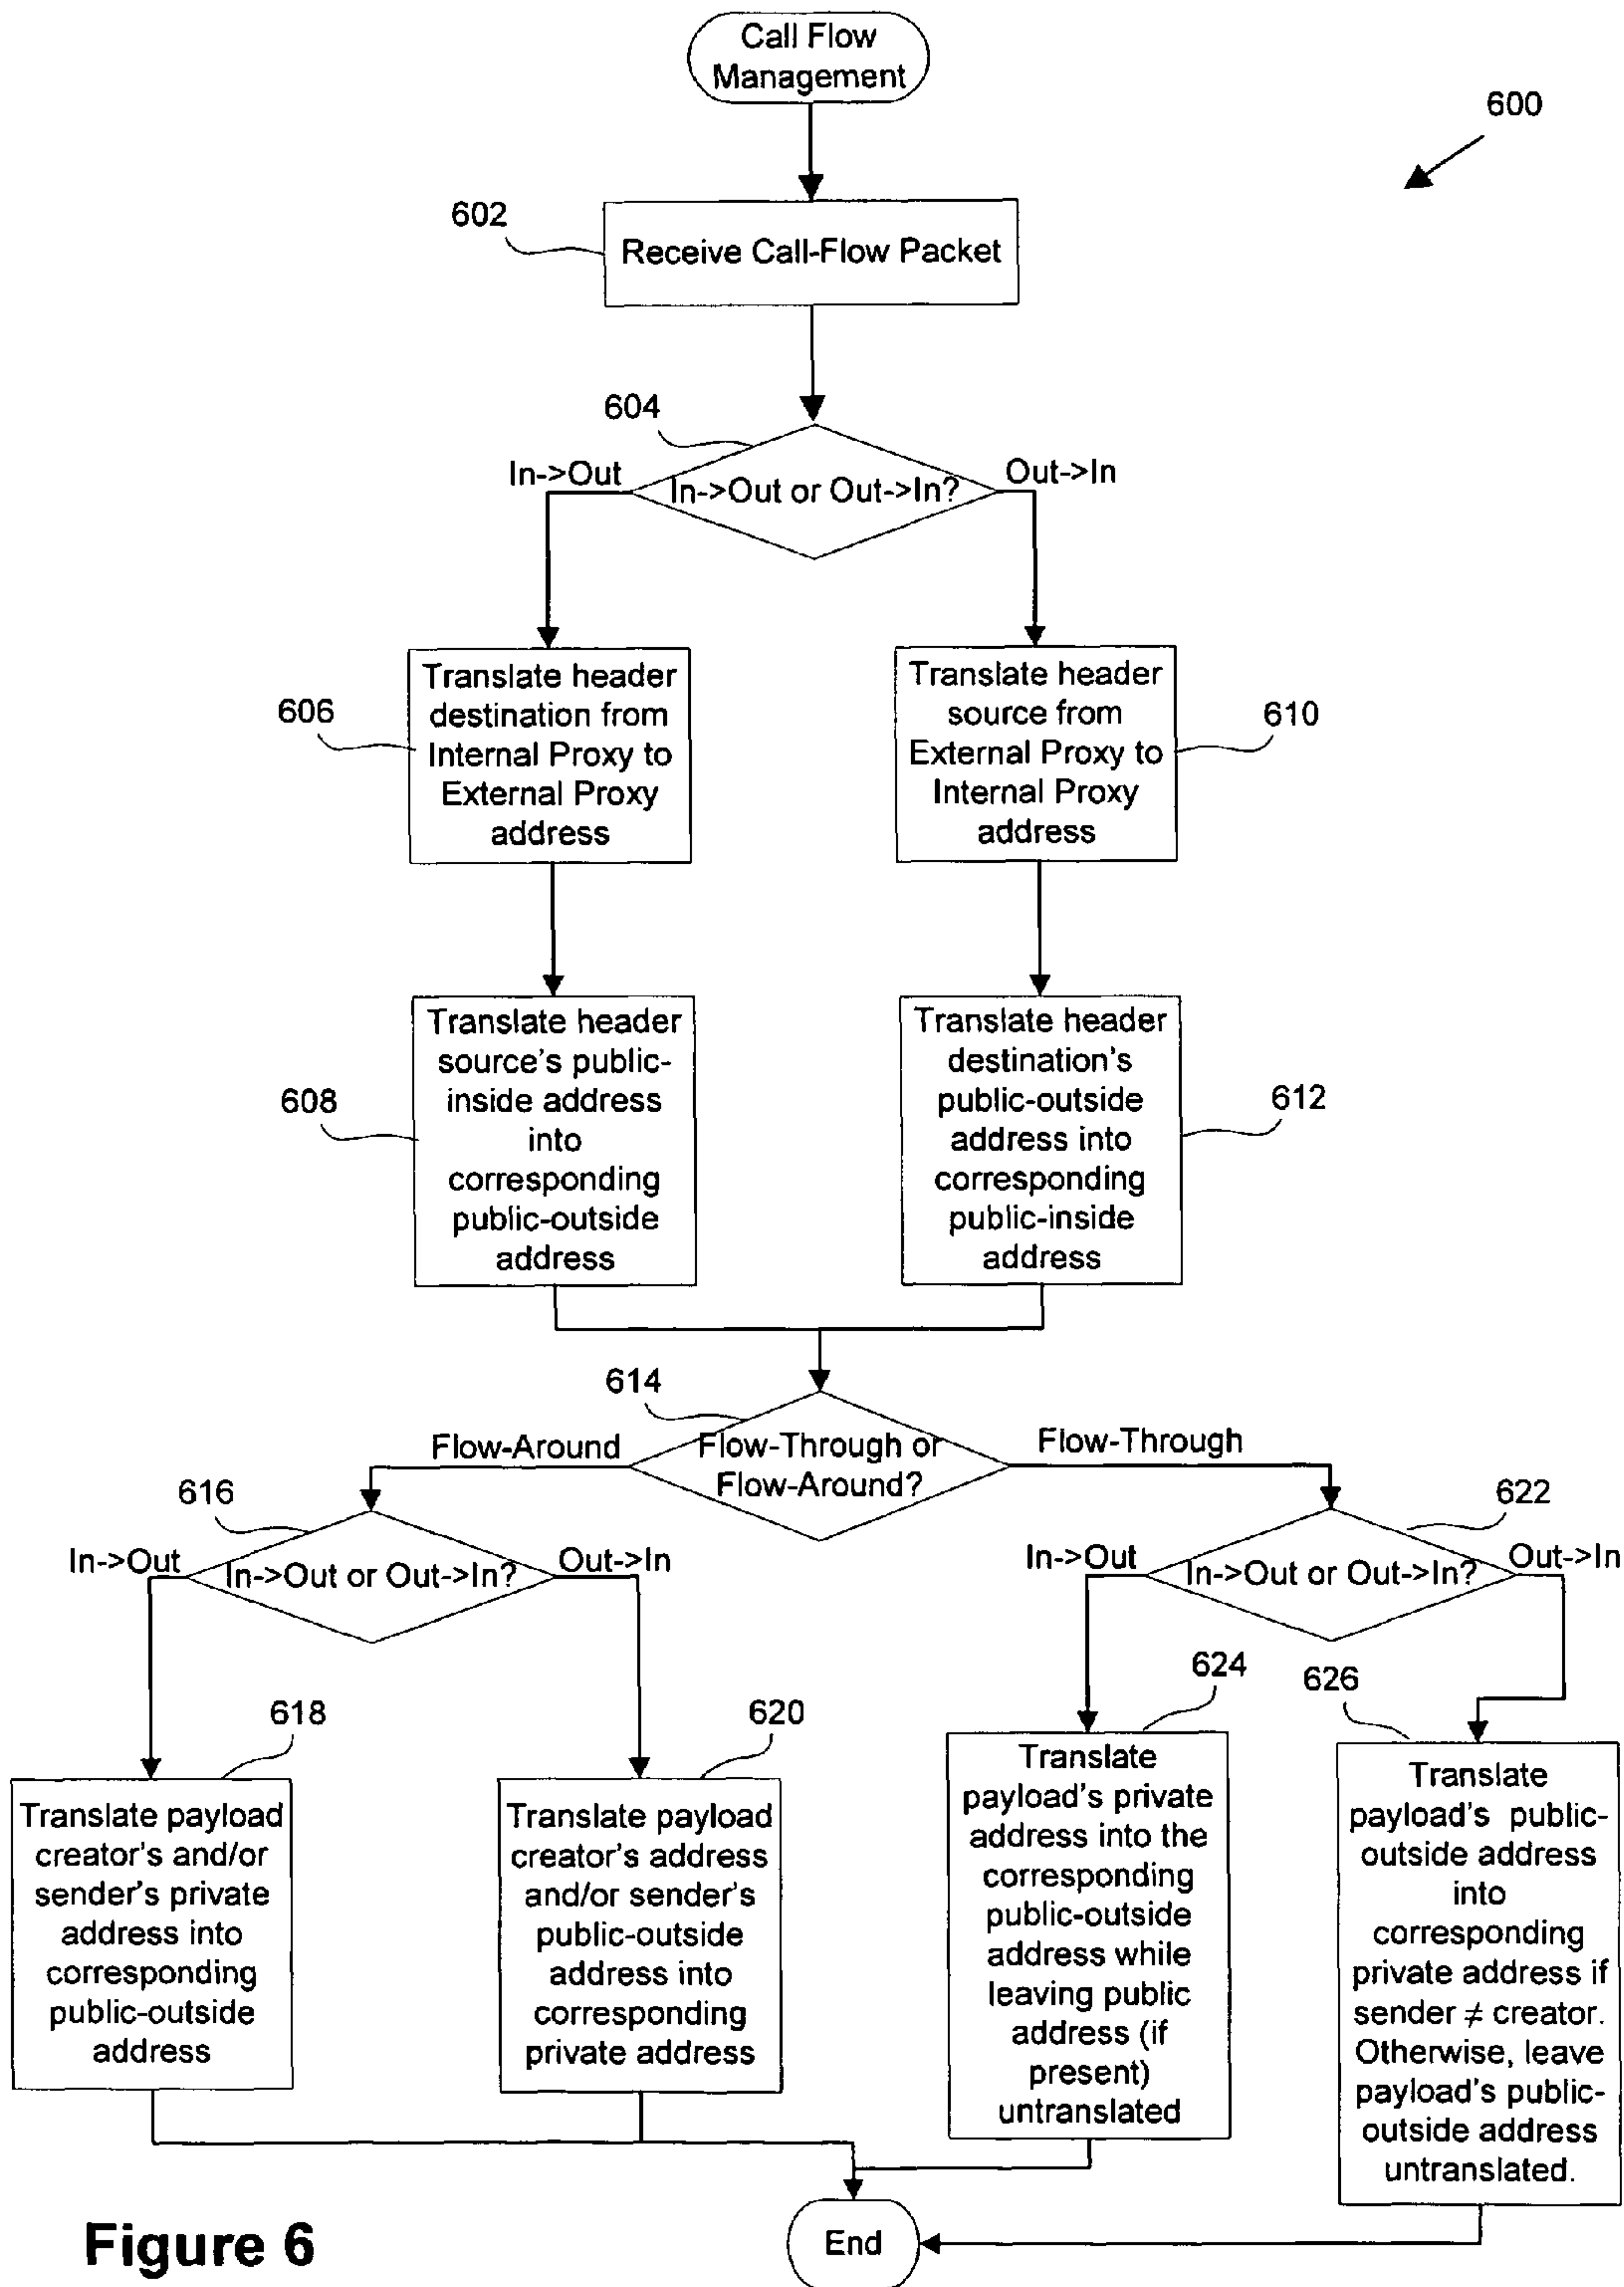 Call Flow
Management
600
602
Receive Call-Flow Packet
604
In->Out
In->Out or Out->In?
Out->In
606
Translate header
destination from
Internal Proxy to
External Proxy
address
Translate header
source from
External Proxy to
Internal Proxy
address
610
608
Translate header
source's public-
inside address
into
corresponding
public-outside
address
Translate header
destination's
public-outside
address into
corresponding
public-inside
address
612
614
Flow-Around
Flow-Through or
Flow-Around?
Flow-Through
616
In->Out
In->Out or Out->In?
Out->In
622
In->Out
In->Out or Out->In?
Out->In
618
Translate payload
creator's and/or
sender's private
address into
corresponding
public-outside
address
620
Translate payload
creator's address
and/or sender's
public-outside
address into
corresponding
private address
624
Translate
payload's private
address into the
corresponding
public-outside
address while
leaving public
address (if
present)
untranslated
626
Translate
payload's public-
outside address
into
corresponding
private address if
sender ≠ creator.
Otherwise, leave
payload's public-
outside address
untranslated.
End
Figure 6